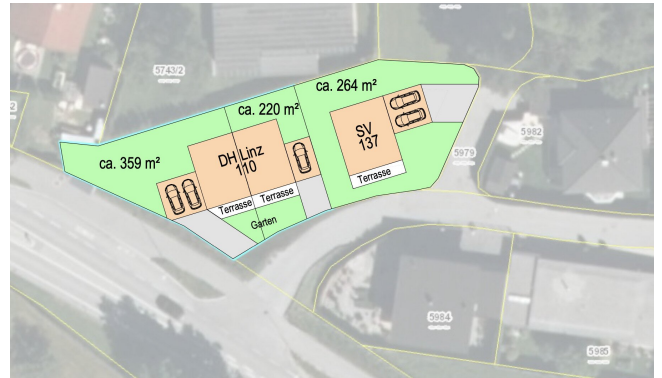 5743/2
ca. 264 m²
ca. 220 m²
ca. 359 m²
DH Linz
110
SV
137
5982
5979
Terrasse
Terrasse
Terrasse
Garten
5984
5985